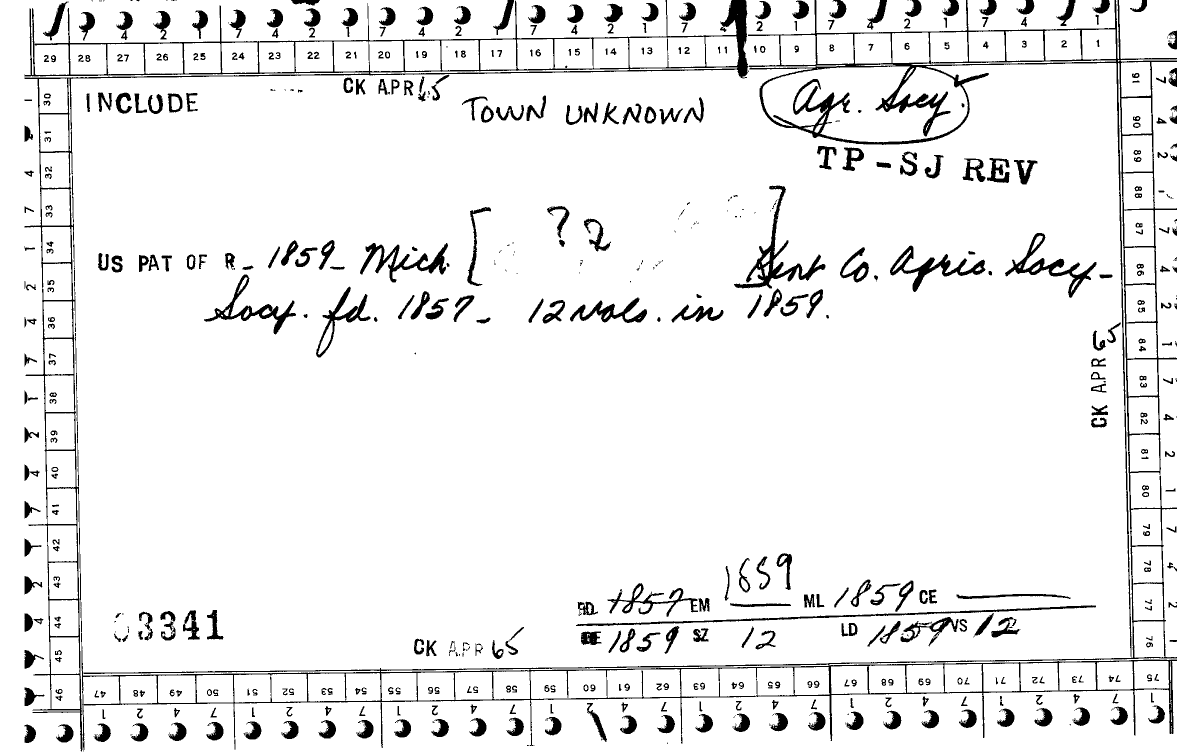 29 28 27 26 25 24 23 22 21 20 19 18 17 16 15 14 13 12 11 10 9 8 7 6 5 4 3 2 1
INCLUDE
CK APR 65
TOWN UNKNOWN
Agr. Socy.
TP-SJ REV
[ ? 2 ]
US PAT OF R - 1859 - Mich Kent Co. Agric. Socy -
Socy. fd. 1857 - 12 vols. in 1859.
CK APR 65
03341
CK APR 65
1857 EM 1859 ML 1859 CE
1859 SZ 12 LD 1859 VS 12
30 31 32 33 34 35 36 37 38 39 40 41 42 43 44 45 46
91 90 89 88 87 86 85 84 83 82 81 80 79 78 77 76
47 48 49 50 51 52 53 54 55 56 57 58 59 60 61 62 63 64 65 66 67 68 69 70 71 72 73 74 75